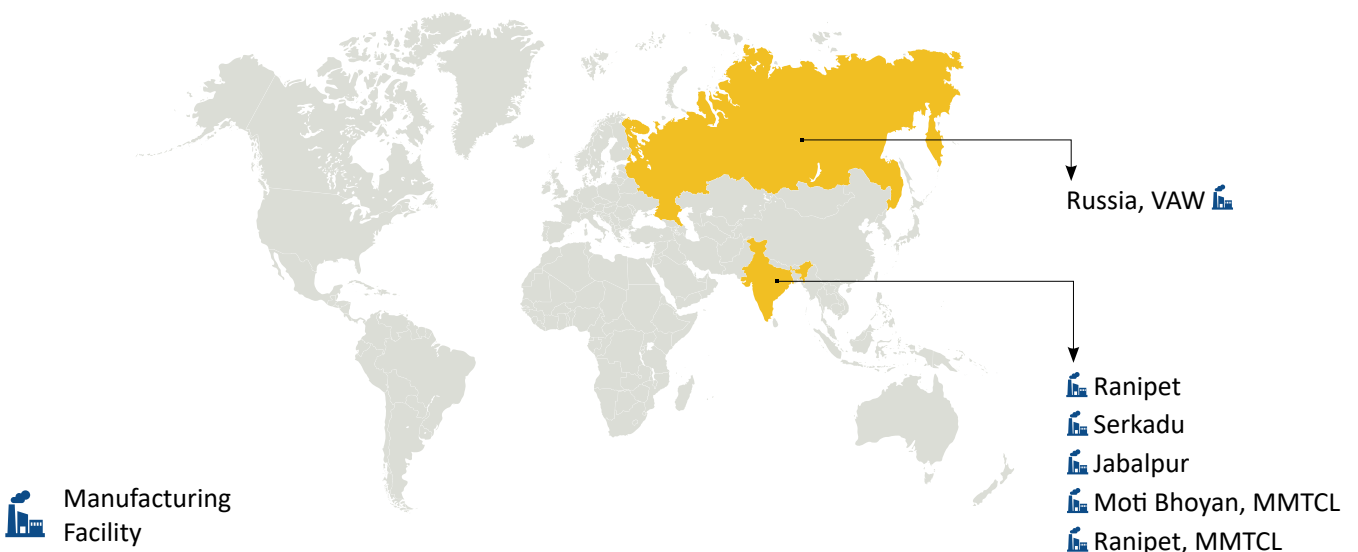 Russia, VAW
Ranipet
Serkadu
Jabalpur
Moti Bhoyan, MMTCL
Ranipet, MMTCL
Manufacturing
Facility